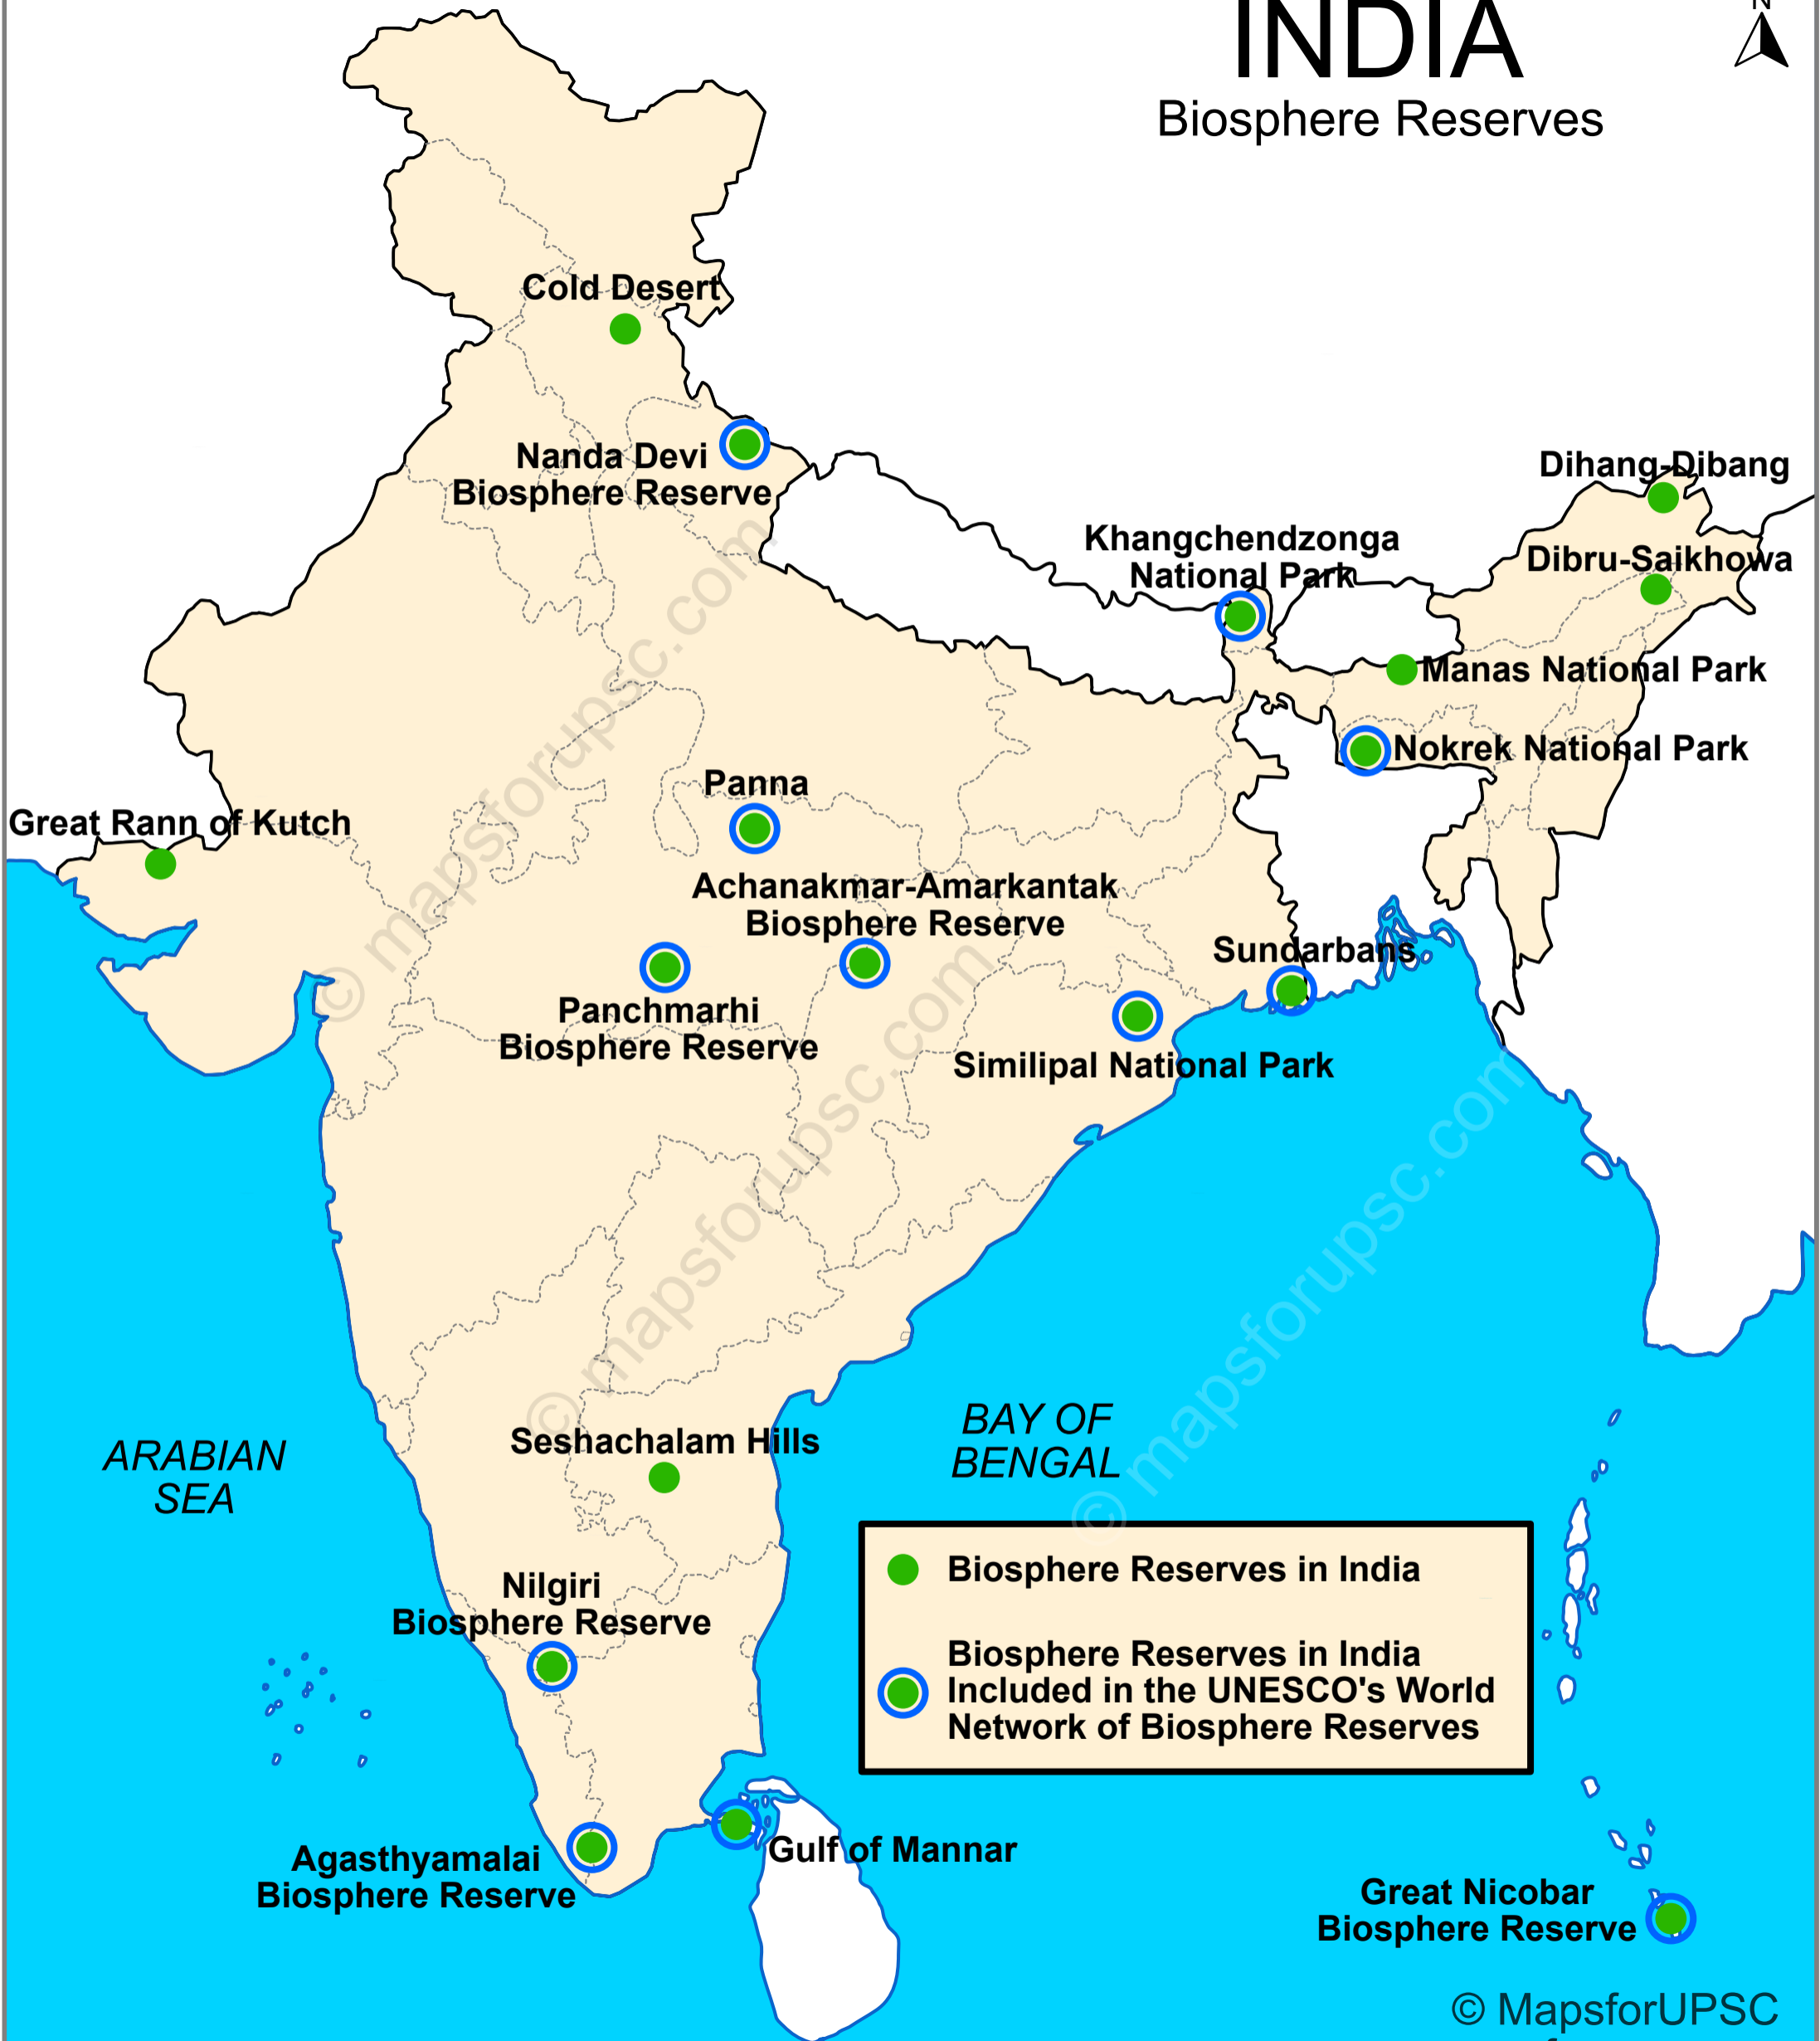 N
INDIA
Biosphere Reserves
Cold Desert
Nanda Devi
Biosphere Reserve
Dihang-Dibang
Khangchendzonga
National Park
Dibru-Saikhowa
Manas National Park
Nokrek National Park
Panna
Great Rann of Kutch
Achanakmar-Amarkantak
Biosphere Reserve
Sundarbans
Panchmarhi
Biosphere Reserve
Similipal National Park
© mapsforupsc.com
© mapsforupsc.com
© mapsforupsc.com
BAY OF
BENGAL
ARABIAN
SEA
Seshachalam Hills
Nilgiri
Biosphere Reserve
Biosphere Reserves in India
Biosphere Reserves in India
Included in the UNESCO's World
Network of Biosphere Reserves
Gulf of Mannar
Agasthyamalai
Biosphere Reserve
Great Nicobar
Biosphere Reserve
© MapsforUPSC